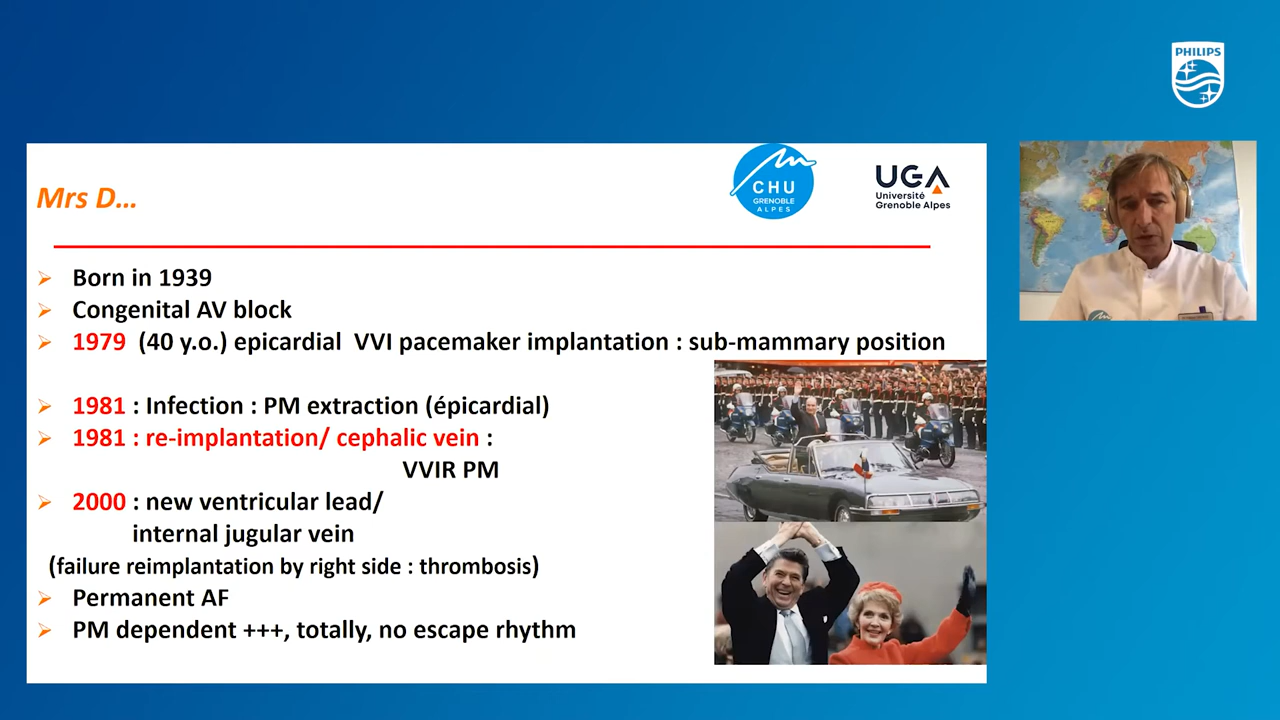 PHILIPS
CHU
GRENOBLE
ALPES
UGA
Université
Grenoble Alpes
Mrs D...
Born in 1939
Congenital AV block
1979 (40 y.o.) epicardial VVI pacemaker implantation : sub-mammary position
1981 : Infection : PM extraction (épicardial)
1981 : re-implantation/ cephalic vein :
VVIR PM
2000 : new ventricular lead/
internal jugular vein
(failure reimplantation by right side : thrombosis)
Permanent AF
PM dependent +++, totally, no escape rhythm